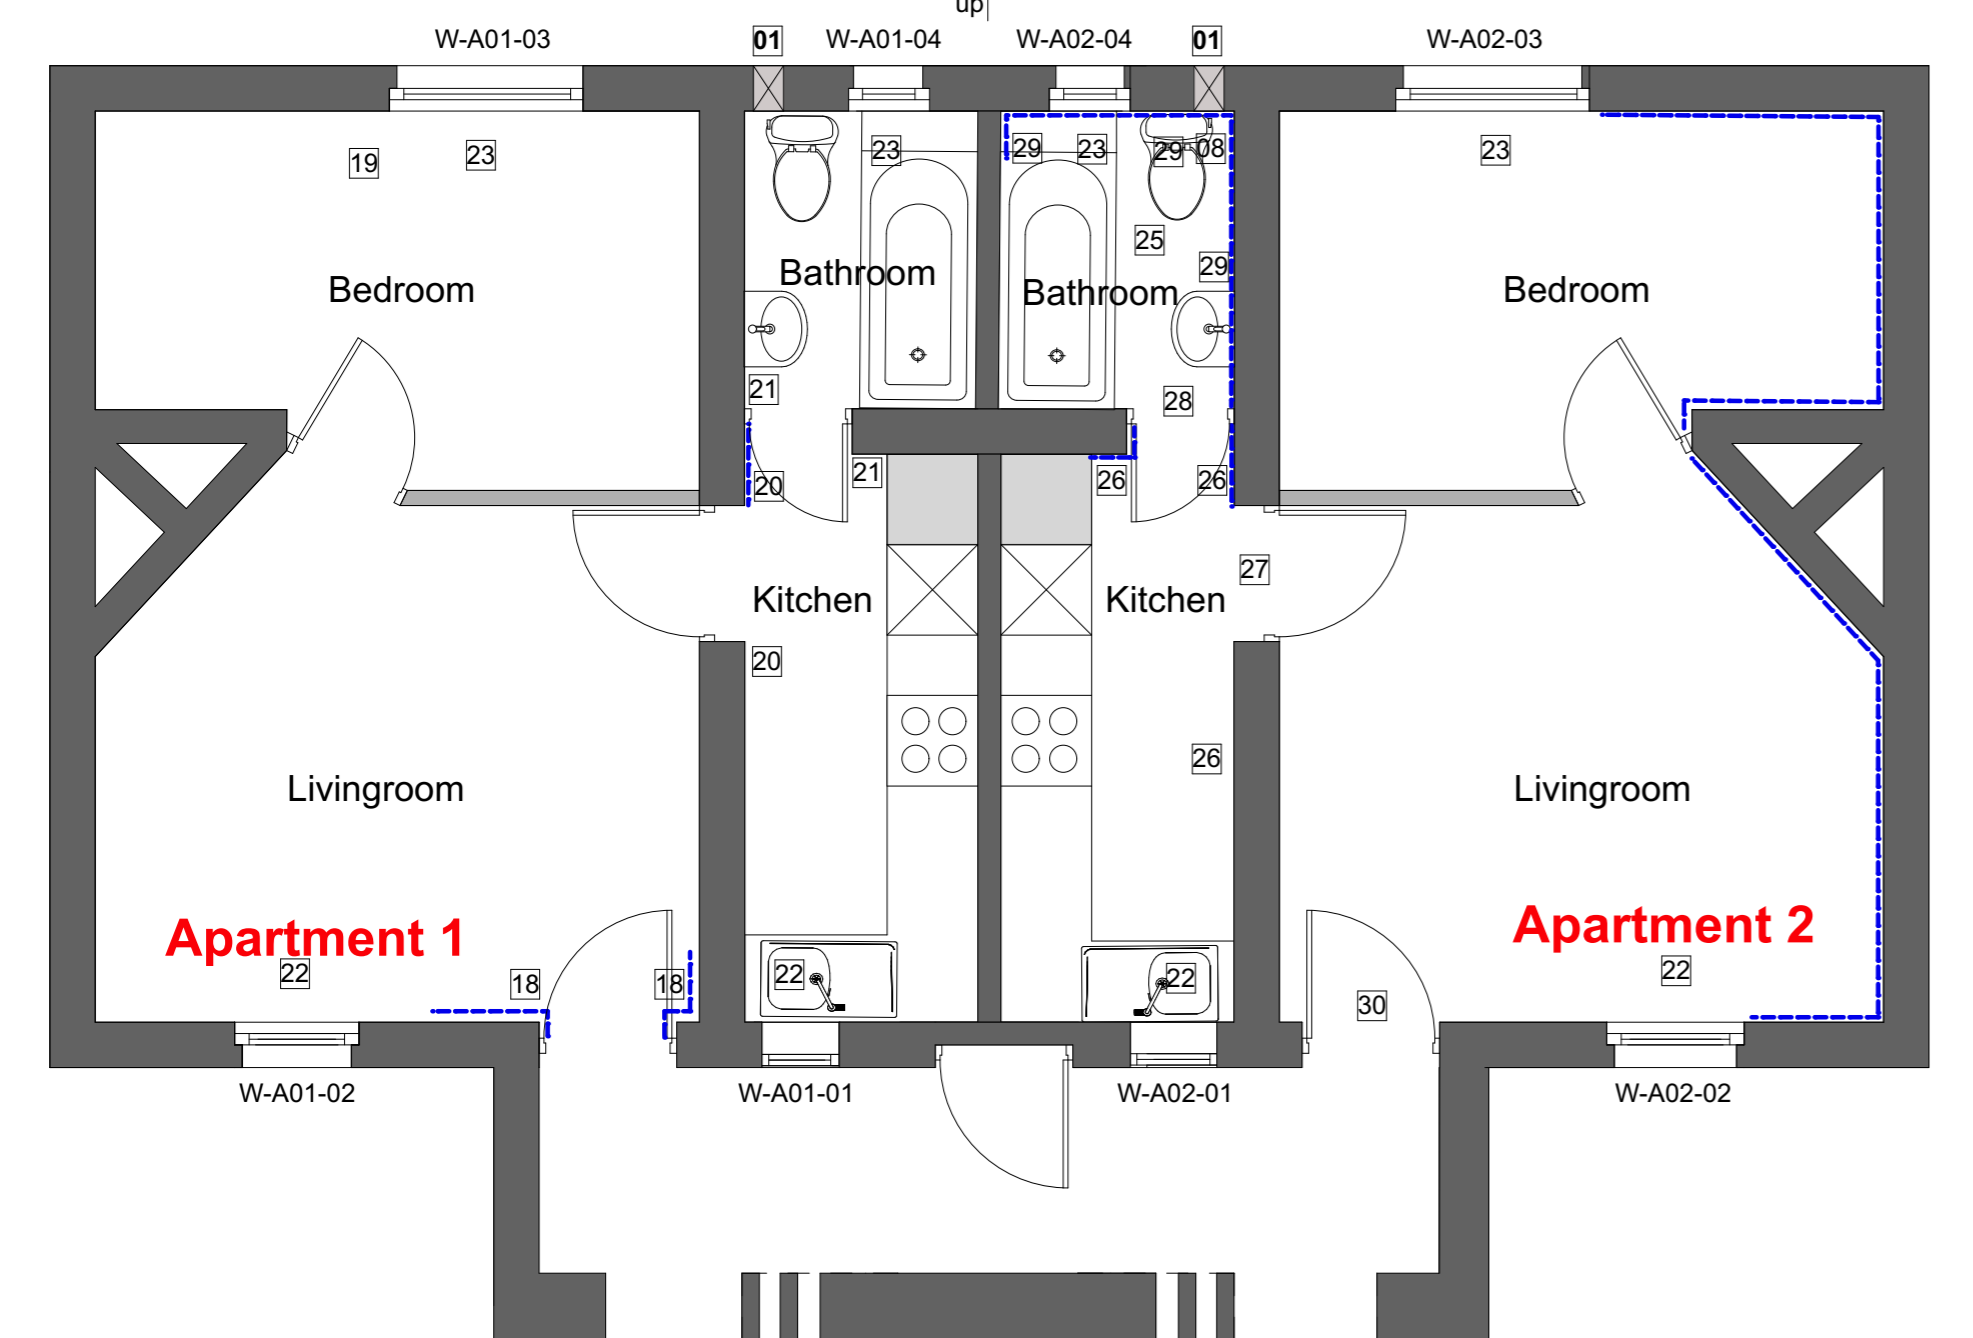 up
W-A01-03
01
W-A01-04
W-A02-04
01
W-A02-03
19
23
23
29
23
29
08
23
25
29
Bedroom
Bathroom
Bathroom
Bedroom
21
28
20
21
26
26
27
Kitchen
Kitchen
20
26
Livingroom
Livingroom
Apartment 1
Apartment 2
22
18
18
22
22
30
22
W-A01-02
W-A01-01
W-A02-01
W-A02-02